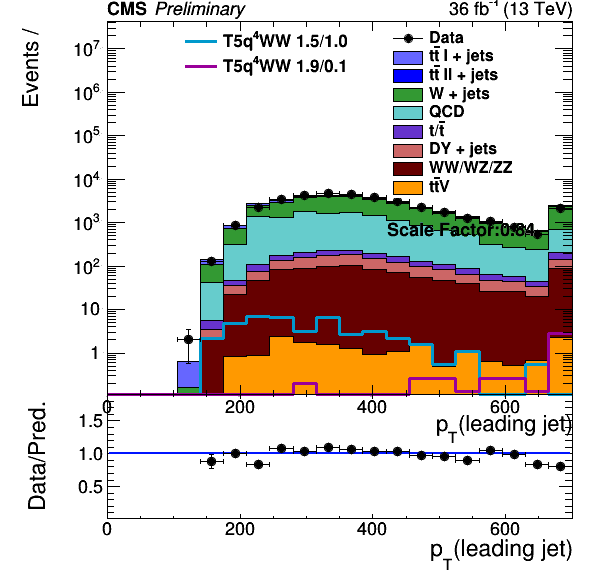 CMS Preliminary 36 fb⁻¹ (13 TeV)
Events /
10⁷
10⁶
10⁵
10⁴
10³
10²
10
1
T5q⁴WW 1.5/1.0
T5q⁴WW 1.9/0.1
Data
tt̄ l + jets
tt̄ ll + jets
W + jets
QCD
t/t̄
DY + jets
WW/WZ/ZZ
tt̄V
Scale Factor:0.84
0 200 400 600
p_T(leading jet)
Data/Pred.
1.5
1.0
0.5
0 200 400 600
p_T(leading jet)